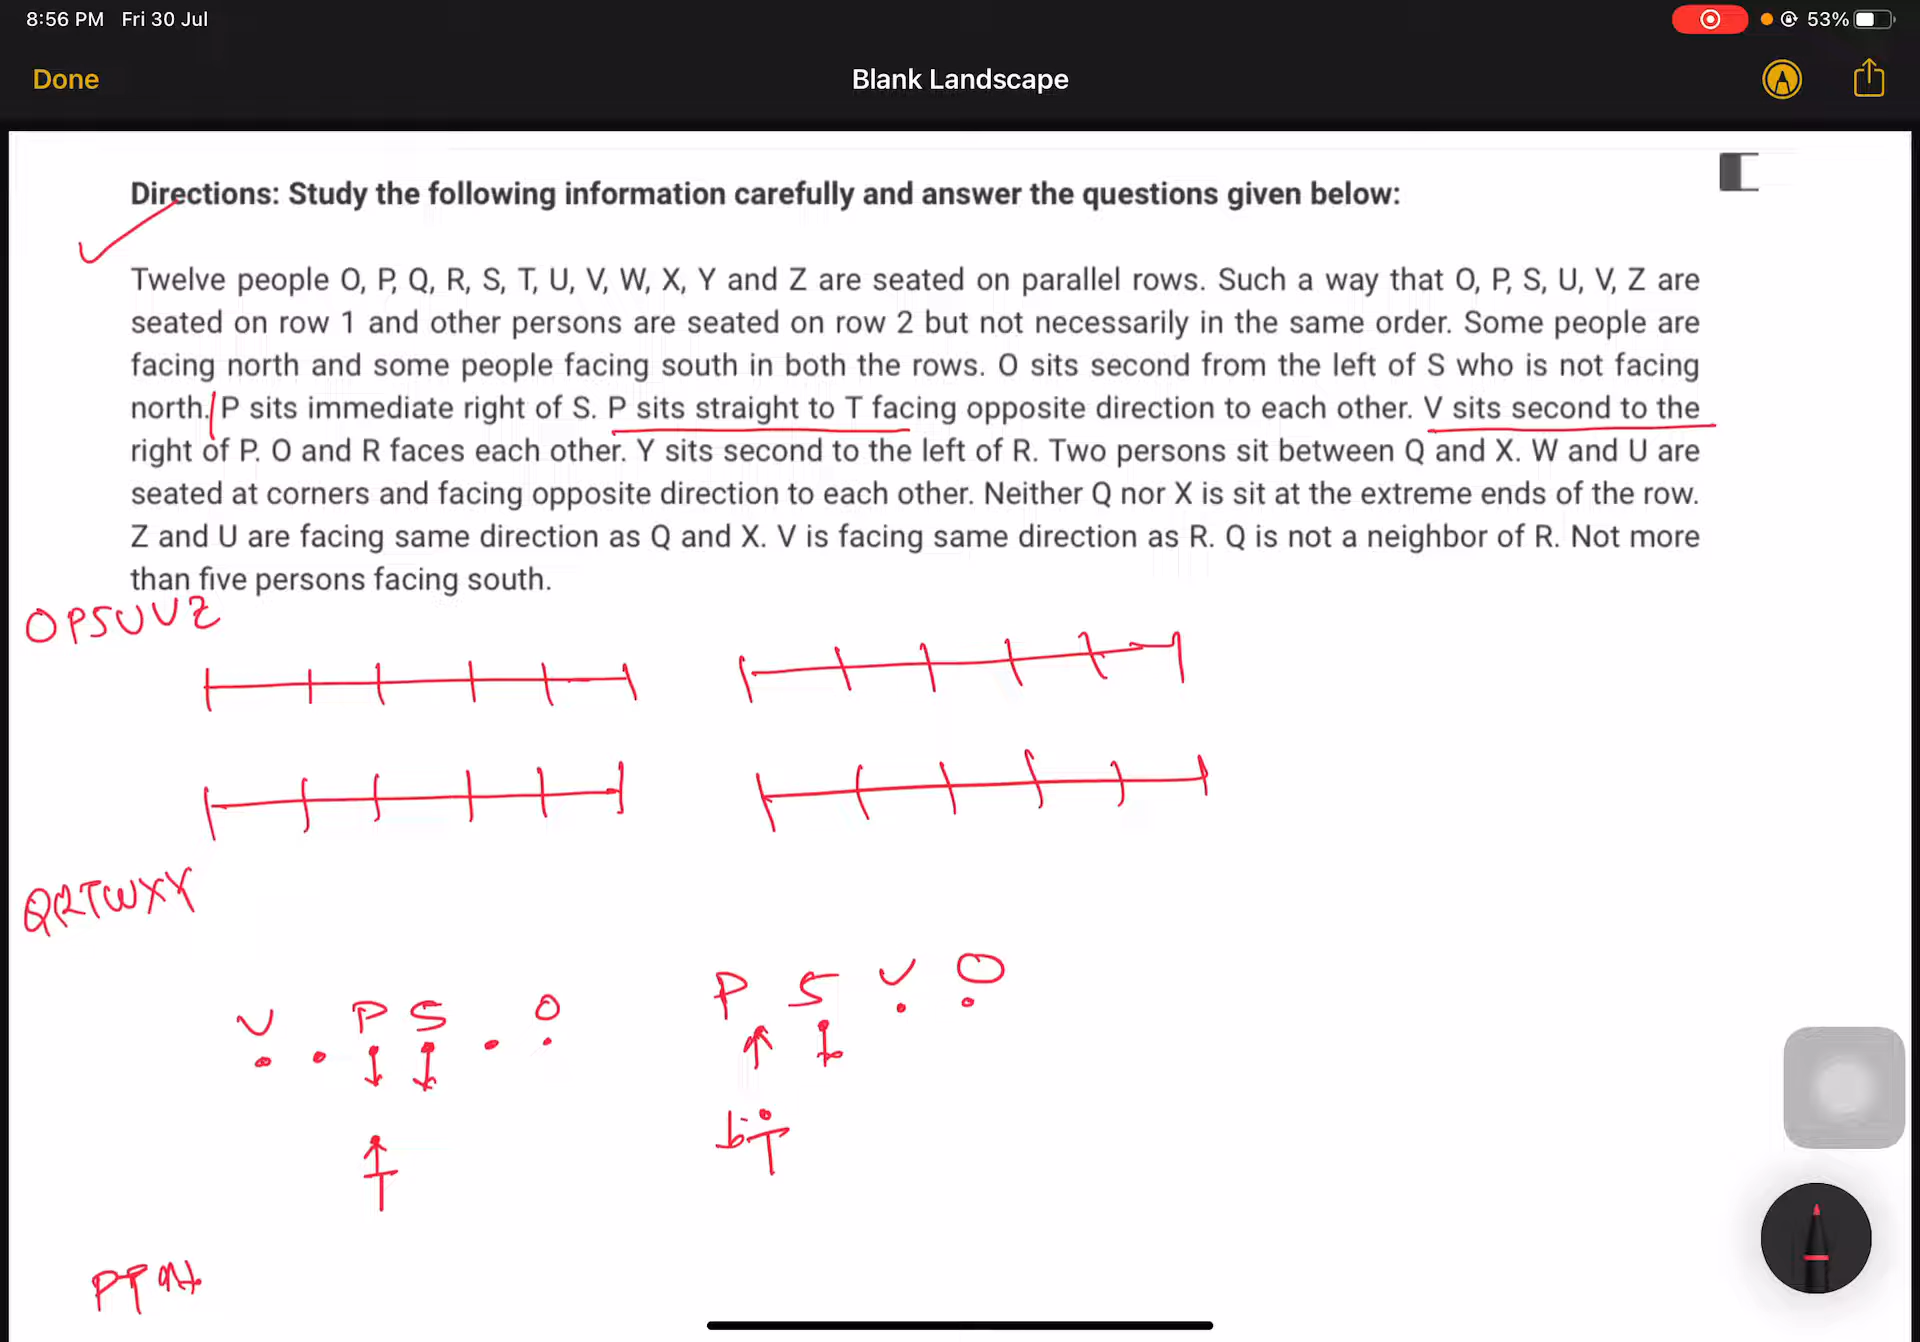 8:56 PM Fri 30 Jul
53%
Done
Blank Landscape
Directions: Study the following information carefully and answer the questions given below:
Twelve people O, P, Q, R, S, T, U, V, W, X, Y and Z are seated on parallel rows. Such a way that O, P, S, U, V, Z are
seated on row 1 and other persons are seated on row 2 but not necessarily in the same order. Some people are
facing north and some people facing south in both the rows. O sits second from the left of S who is not facing
north. P sits immediate right of S. P sits straight to T facing opposite direction to each other. V sits second to the
right of P. O and R faces each other. Y sits second to the left of R. Two persons sit between Q and X. W and U are
seated at corners and facing opposite direction to each other. Neither Q nor X is sit at the extreme ends of the row.
Z and U are facing same direction as Q and X. V is facing same direction as R. Q is not a neighbor of R. Not more
than five persons facing south.
OPSUVZ
QRTWXY
P S V O
V P S O
T
T
PT